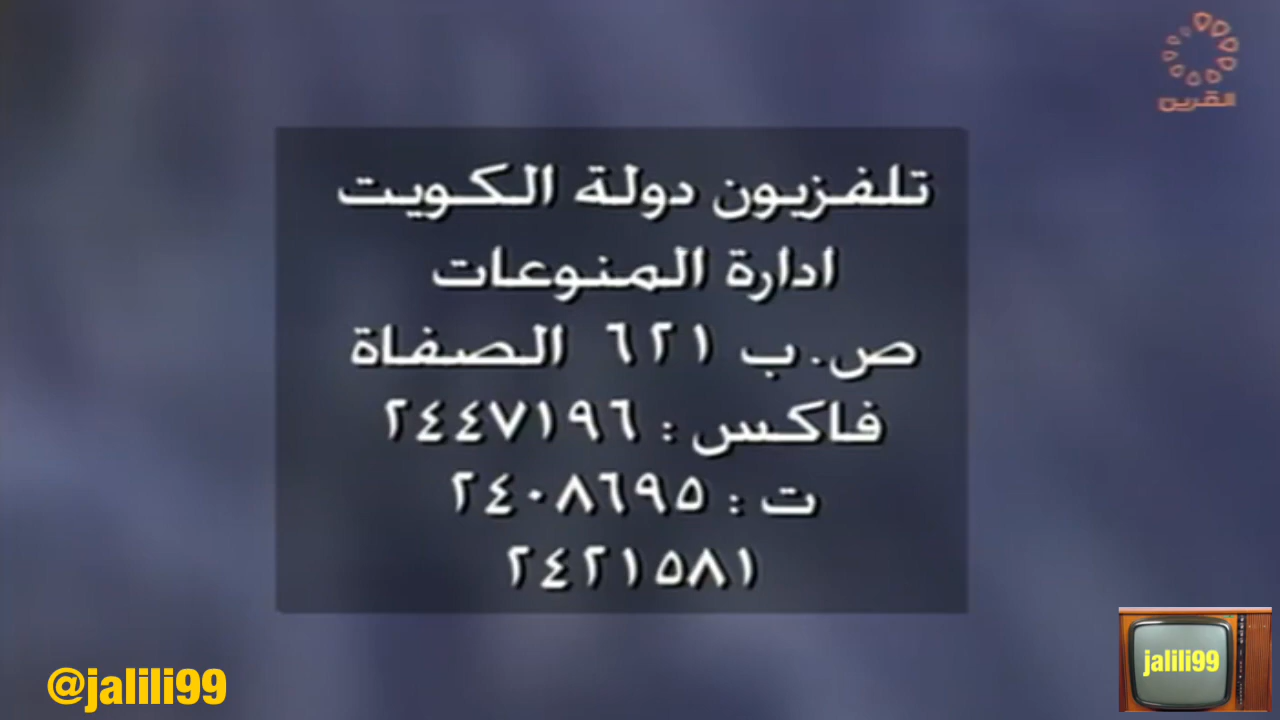 القرين
تلفزيون دولة الكويت
ادارة المنوعات
ص. ب ٦٢١ الصفاة
فاكس : ٢٤٤٧١٩٦
ت : ٢٤٠٨٦٩٥
٢٤٢١٥٨١
jalili99
@jalili99